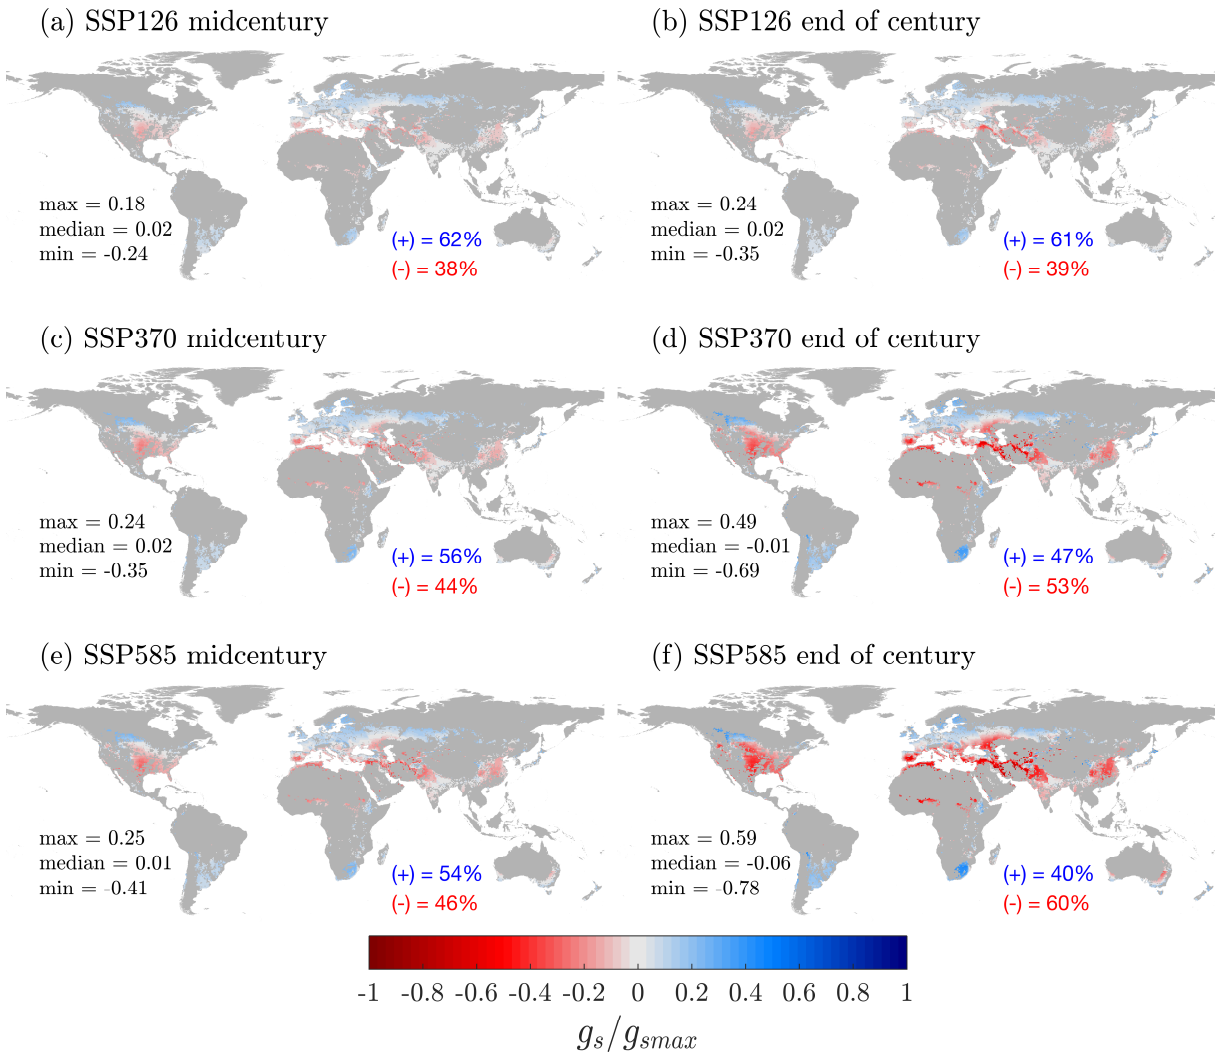 (a) SSP126 midcentury
max = 0.18
median = 0.02
min = -0.24
(+) = 62%
(-) = 38%
(b) SSP126 end of century
max = 0.24
median = 0.02
min = -0.35
(+) = 61%
(-) = 39%
(c) SSP370 midcentury
max = 0.24
median = 0.02
min = -0.35
(+) = 56%
(-) = 44%
(d) SSP370 end of century
max = 0.49
median = -0.01
min = -0.69
(+) = 47%
(-) = 53%
(e) SSP585 midcentury
max = 0.25
median = 0.01
min = -0.41
(+) = 54%
(-) = 46%
(f) SSP585 end of century
max = 0.59
median = -0.06
min = -0.78
(+) = 40%
(-) = 60%
-1 -0.8 -0.6 -0.4 -0.2 0 0.2 0.4 0.6 0.8 1
gs/gsmax